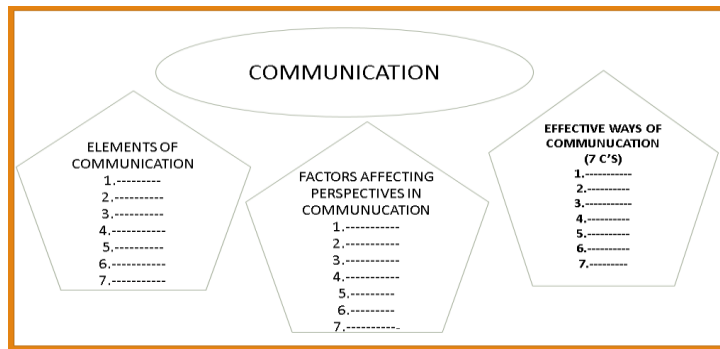 COMMUNICATION
ELEMENTS OF
COMMUNICATION
1.---------
2.----------
3.----------
4.-----------
5.----------
6.-----------
7.-----------
FACTORS AFFECTING
PERSPECTIVES IN
COMMUNUCATION
1.-----------
2.-----------
3.-----------
4.-----------
5.---------
6.---------
7.-----------
EFFECTIVE WAYS OF
COMMUNUCATION
(7 C'S)
1.-----------
2.----------
3.-----------
4.----------
5.----------
6.----------
7.---------